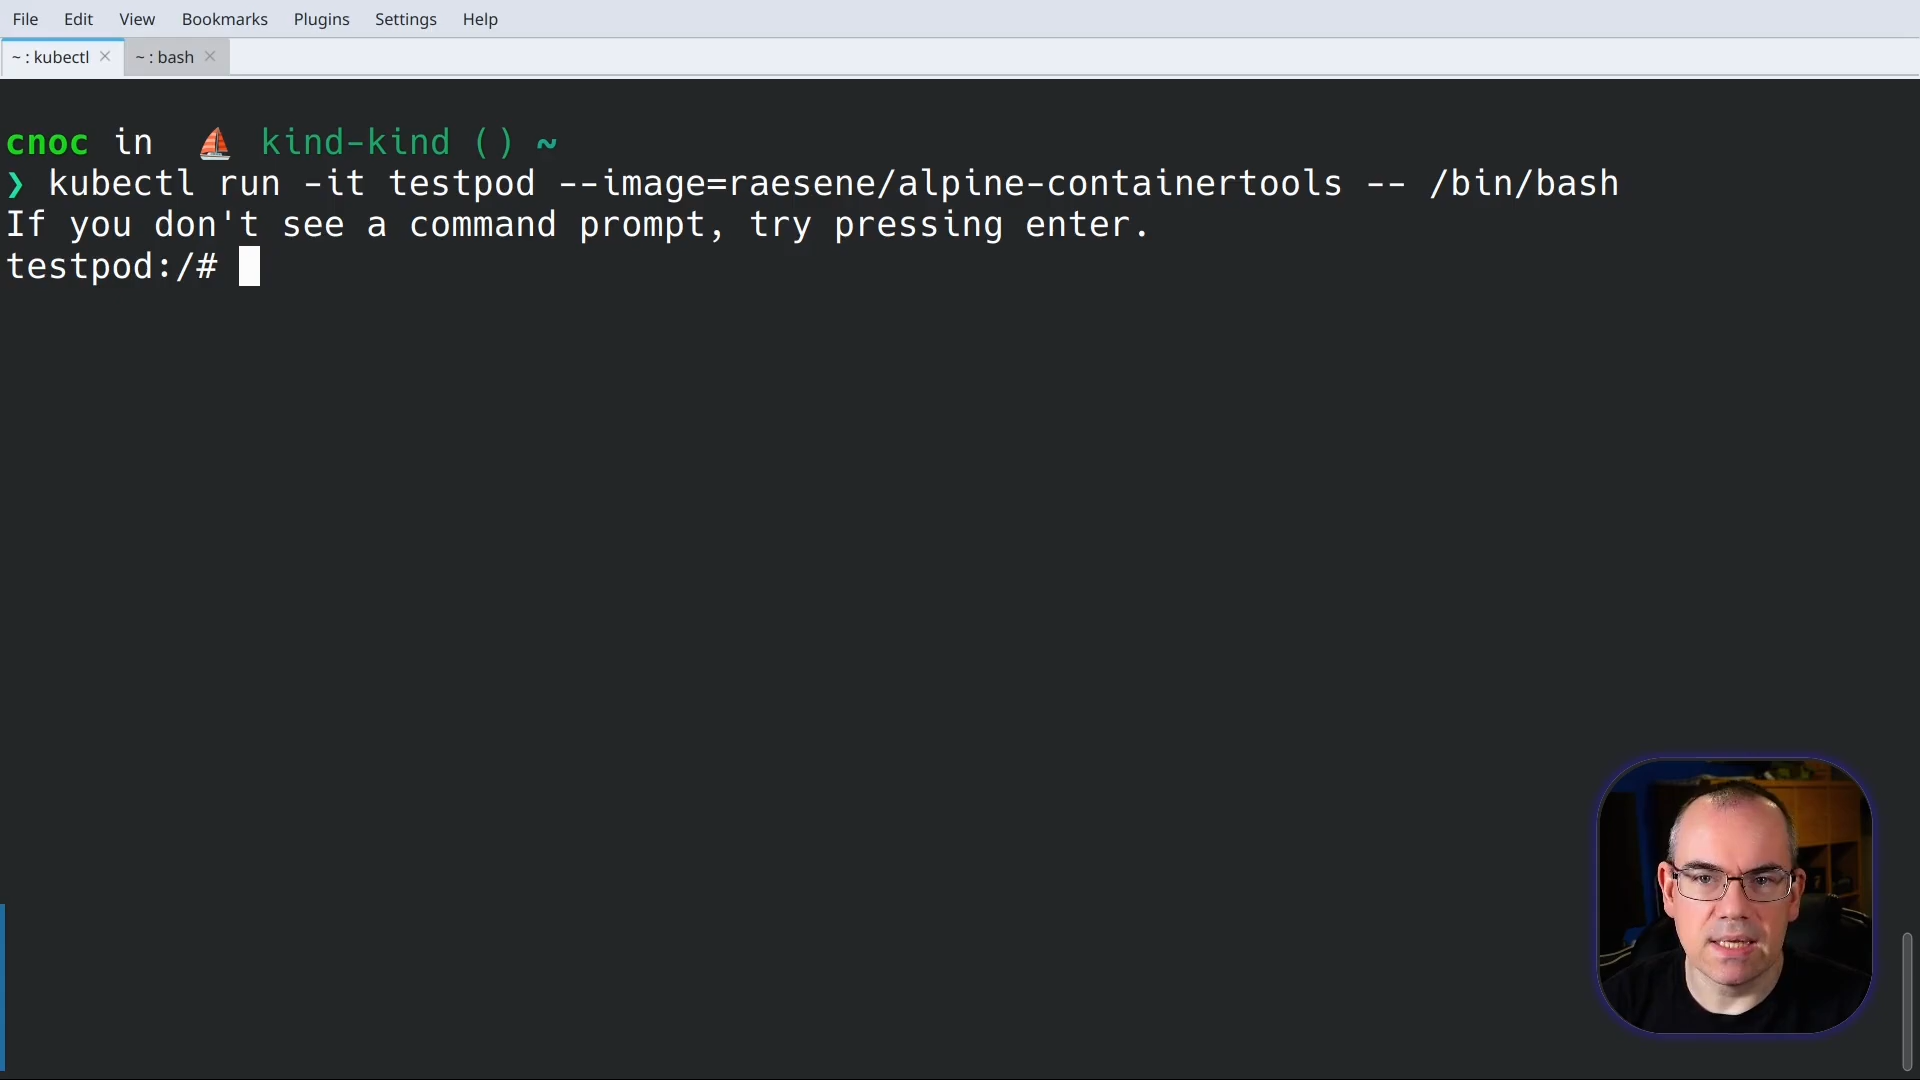 File Edit View Bookmarks Plugins Settings Help
~ : kubectl ~ : bash
cnoc in kind-kind () ~
❯ kubectl run -it testpod --image=raesene/alpine-containertools -- /bin/bash
If you don't see a command prompt, try pressing enter.
testpod:/#